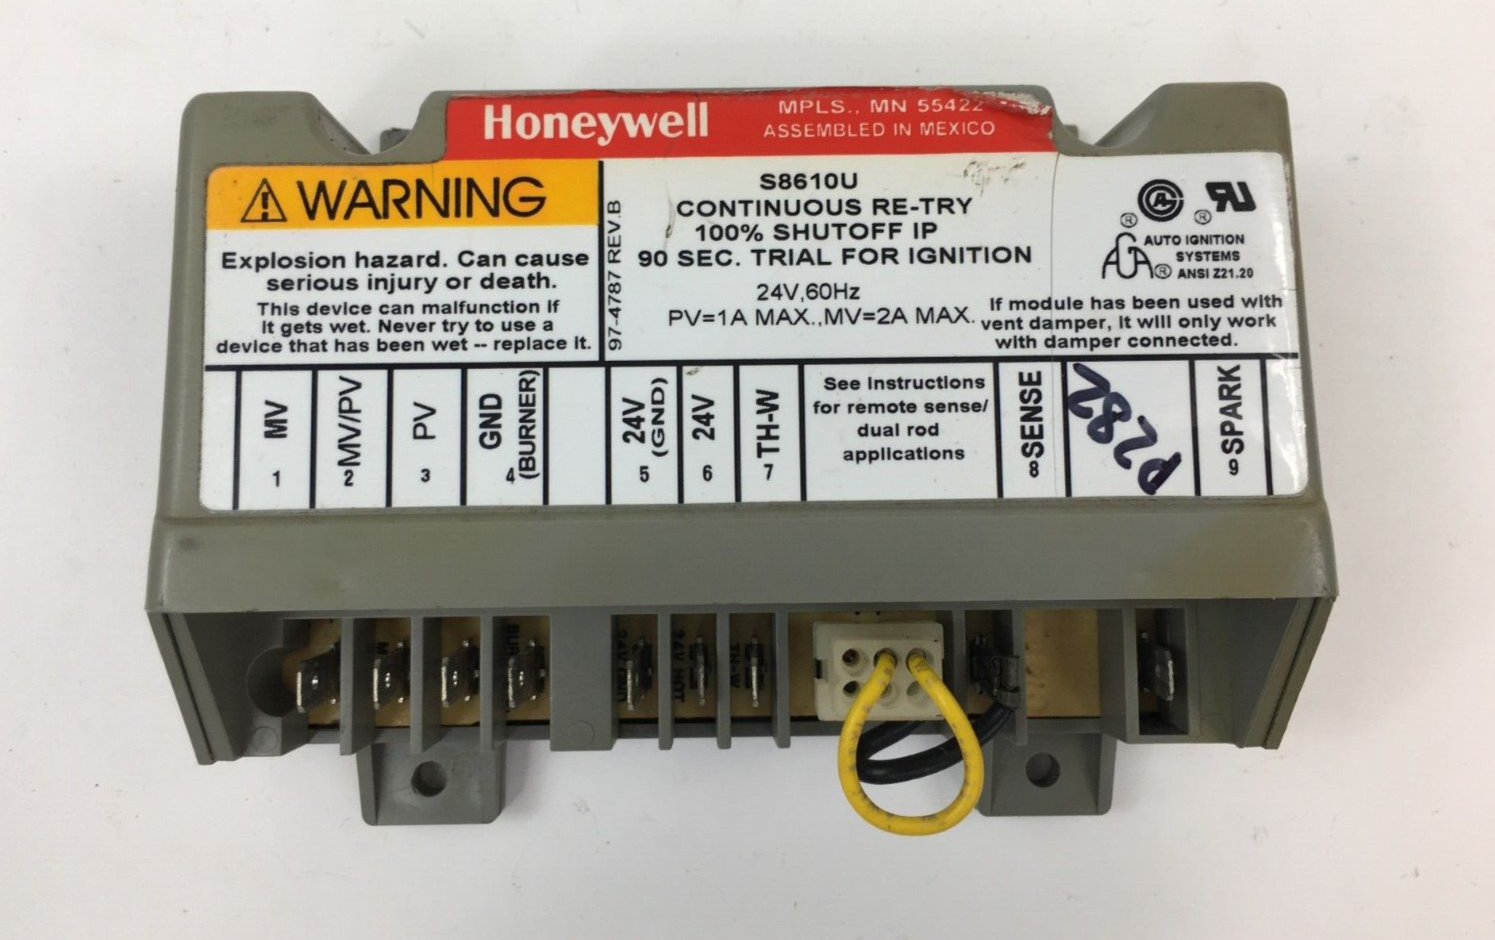 Honeywell
MPLS., MN 55422
ASSEMBLED IN MEXICO
WARNING
Explosion hazard. Can cause
serious injury or death.
This device can malfunction if
it gets wet. Never try to use a
device that has been wet -- replace it.
97-4787 REV.B
S8610U
CONTINUOUS RE-TRY
100% SHUTOFF IP
90 SEC. TRIAL FOR IGNITION
24V,60Hz
PV=1A MAX.,MV=2A MAX.
AUTO IGNITION
SYSTEMS
ANSI Z21.20
If module has been used with
vent damper, it will only work
with damper connected.
MV
1
MV/PV
2
PV
3
GND
(BURNER)
4
24V
(GND)
5
24V
6
TH-W
7
See instructions
for remote sense/
dual rod
applications
SENSE
8
P282
SPARK
9
24V HOT
TH-W